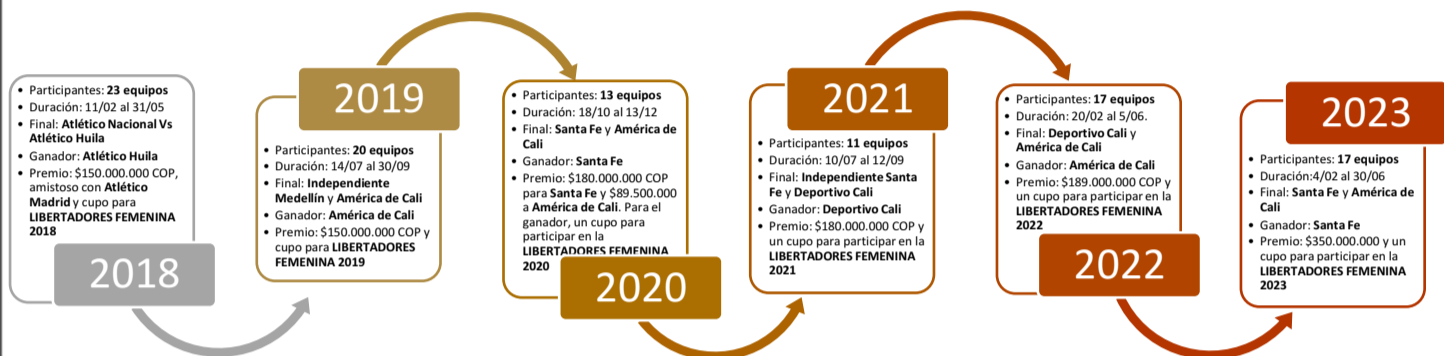 • Participantes: 23 equipos
• Duración: 11/02 al 31/05
• Final: Atlético Nacional Vs
Atlético Huila
• Ganador: Atlético Huila
• Premio: $150.000.000 COP,
amistoso con Atlético
Madrid y cupo para
LIBERTADORES FEMENINA
2018
2018
2019
• Participantes: 20 equipos
• Duración: 14/07 al 30/09
• Final: Independiente
Medellín y América de Cali
• Ganador: América de Cali
• Premio: $150.000.000 COP y
cupo para LIBERTADORES
FEMENINA 2019
• Participantes: 13 equipos
• Duración: 18/10 al 13/12
• Final: Santa Fe y América de
Cali
• Ganador: Santa Fe
• Premio: $180.000.000 COP
para Santa Fe y $89.500.000
a América de Cali. Para el
ganador, un cupo para
participar en la
LIBERTADORES FEMENINA
2020
2020
2021
• Participantes: 11 equipos
• Duración: 10/07 al 12/09
• Final: Independiente Santa
Fe y Deportivo Cali
• Ganador: Deportivo Cali
• Premio: $180.000.000 COP y
un cupo para participar en la
LIBERTADORES FEMENINA
2021
• Participantes: 17 equipos
• Duración: 20/02 al 5/06.
• Final: Deportivo Cali y
América de Cali
• Ganador: América de Cali
• Premio: $189.000.000 COP y
un cupo para participar en la
LIBERTADORES FEMENINA
2022
2022
2023
• Participantes: 17 equipos
• Duración:4/02 al 30/06
• Final: Santa Fe y América de
Cali
• Ganador: Santa Fe
• Premio: $350.000.000 y un
cupo para participar en la
LIBERTADORES FEMENINA
2023